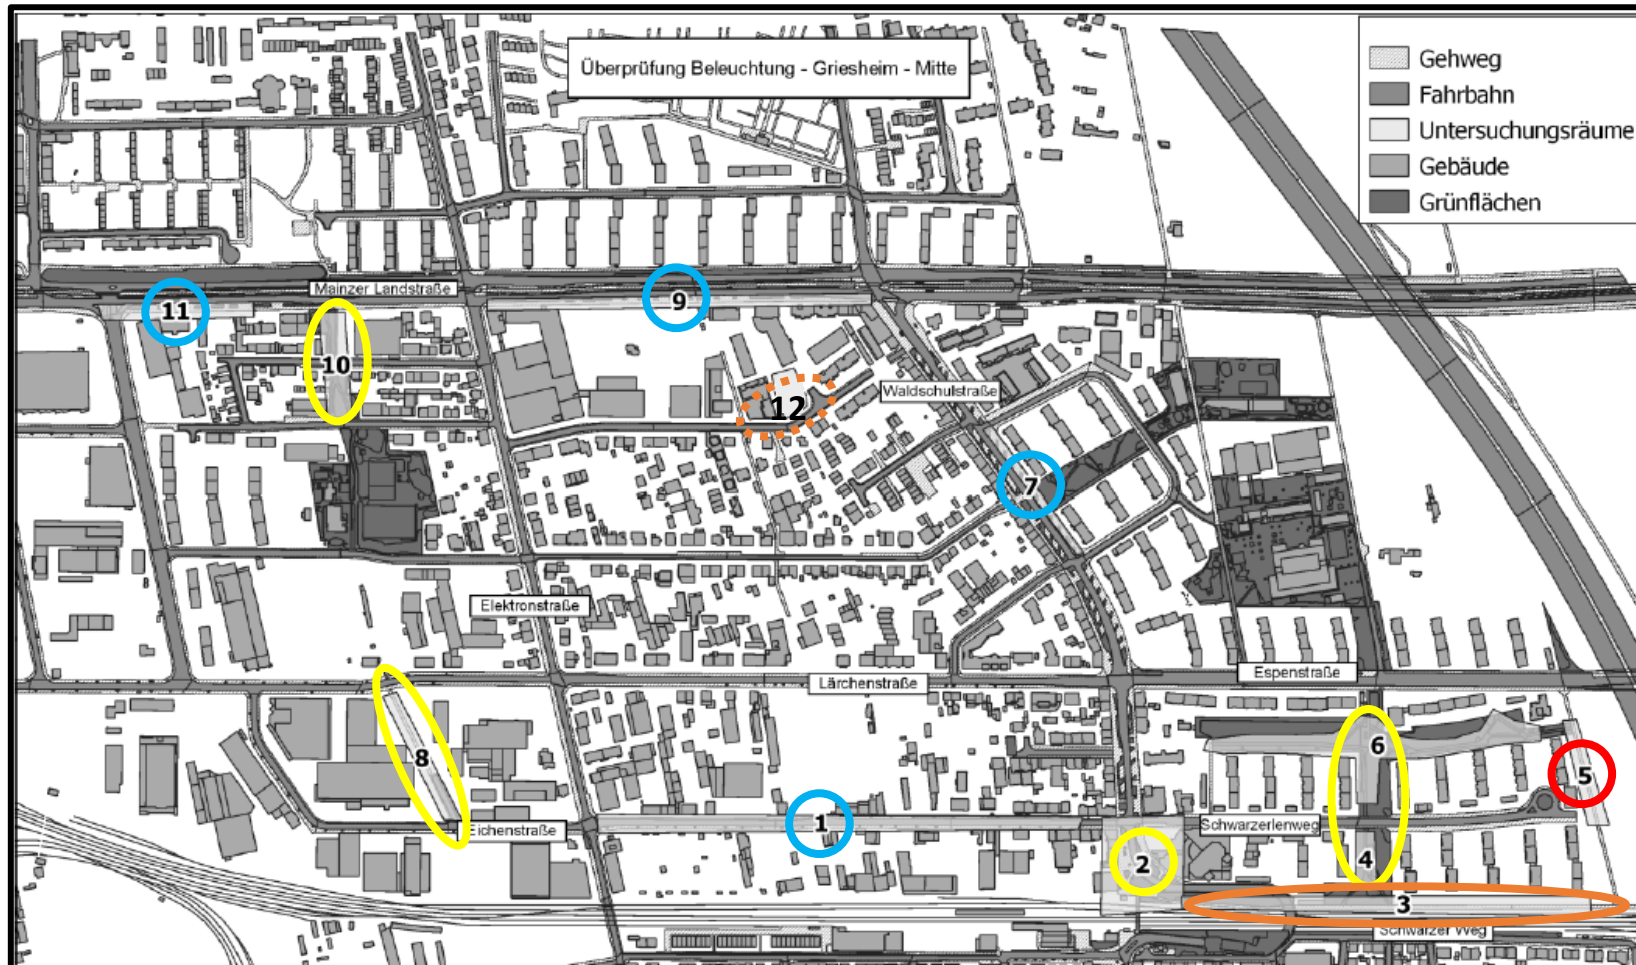 Überprüfung Beleuchtung - Griesheim - Mitte
Gehweg
Fahrbahn
Untersuchungsräume
Gebäude
Grünflächen
Mainzer Landstraße
11
9
10
12
Waldschulstraße
7
Elektronstraße
Espenstraße
Lärchenstraße
6
8
5
1
Eichenstraße
Schwarzerlenweg
2
4
3
Schwarzer Weg